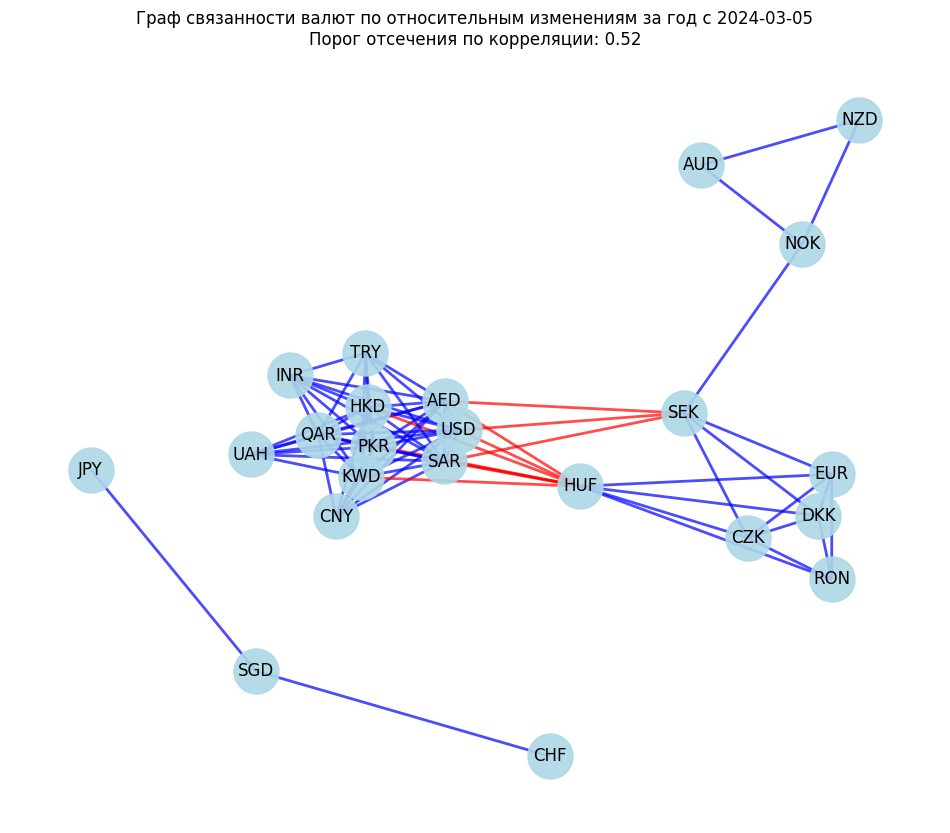 Граф связанности валют по относительным изменениям за год с 2024-03-05
Порог отсечения по корреляции: 0.52
NZD
AUD
NOK
TRY
INR
HKD
AED
SEK
USD
QAR
PKR
UAH
SAR
JPY
KWD
EUR
HUF
CNY
DKK
CZK
RON
SGD
CHF